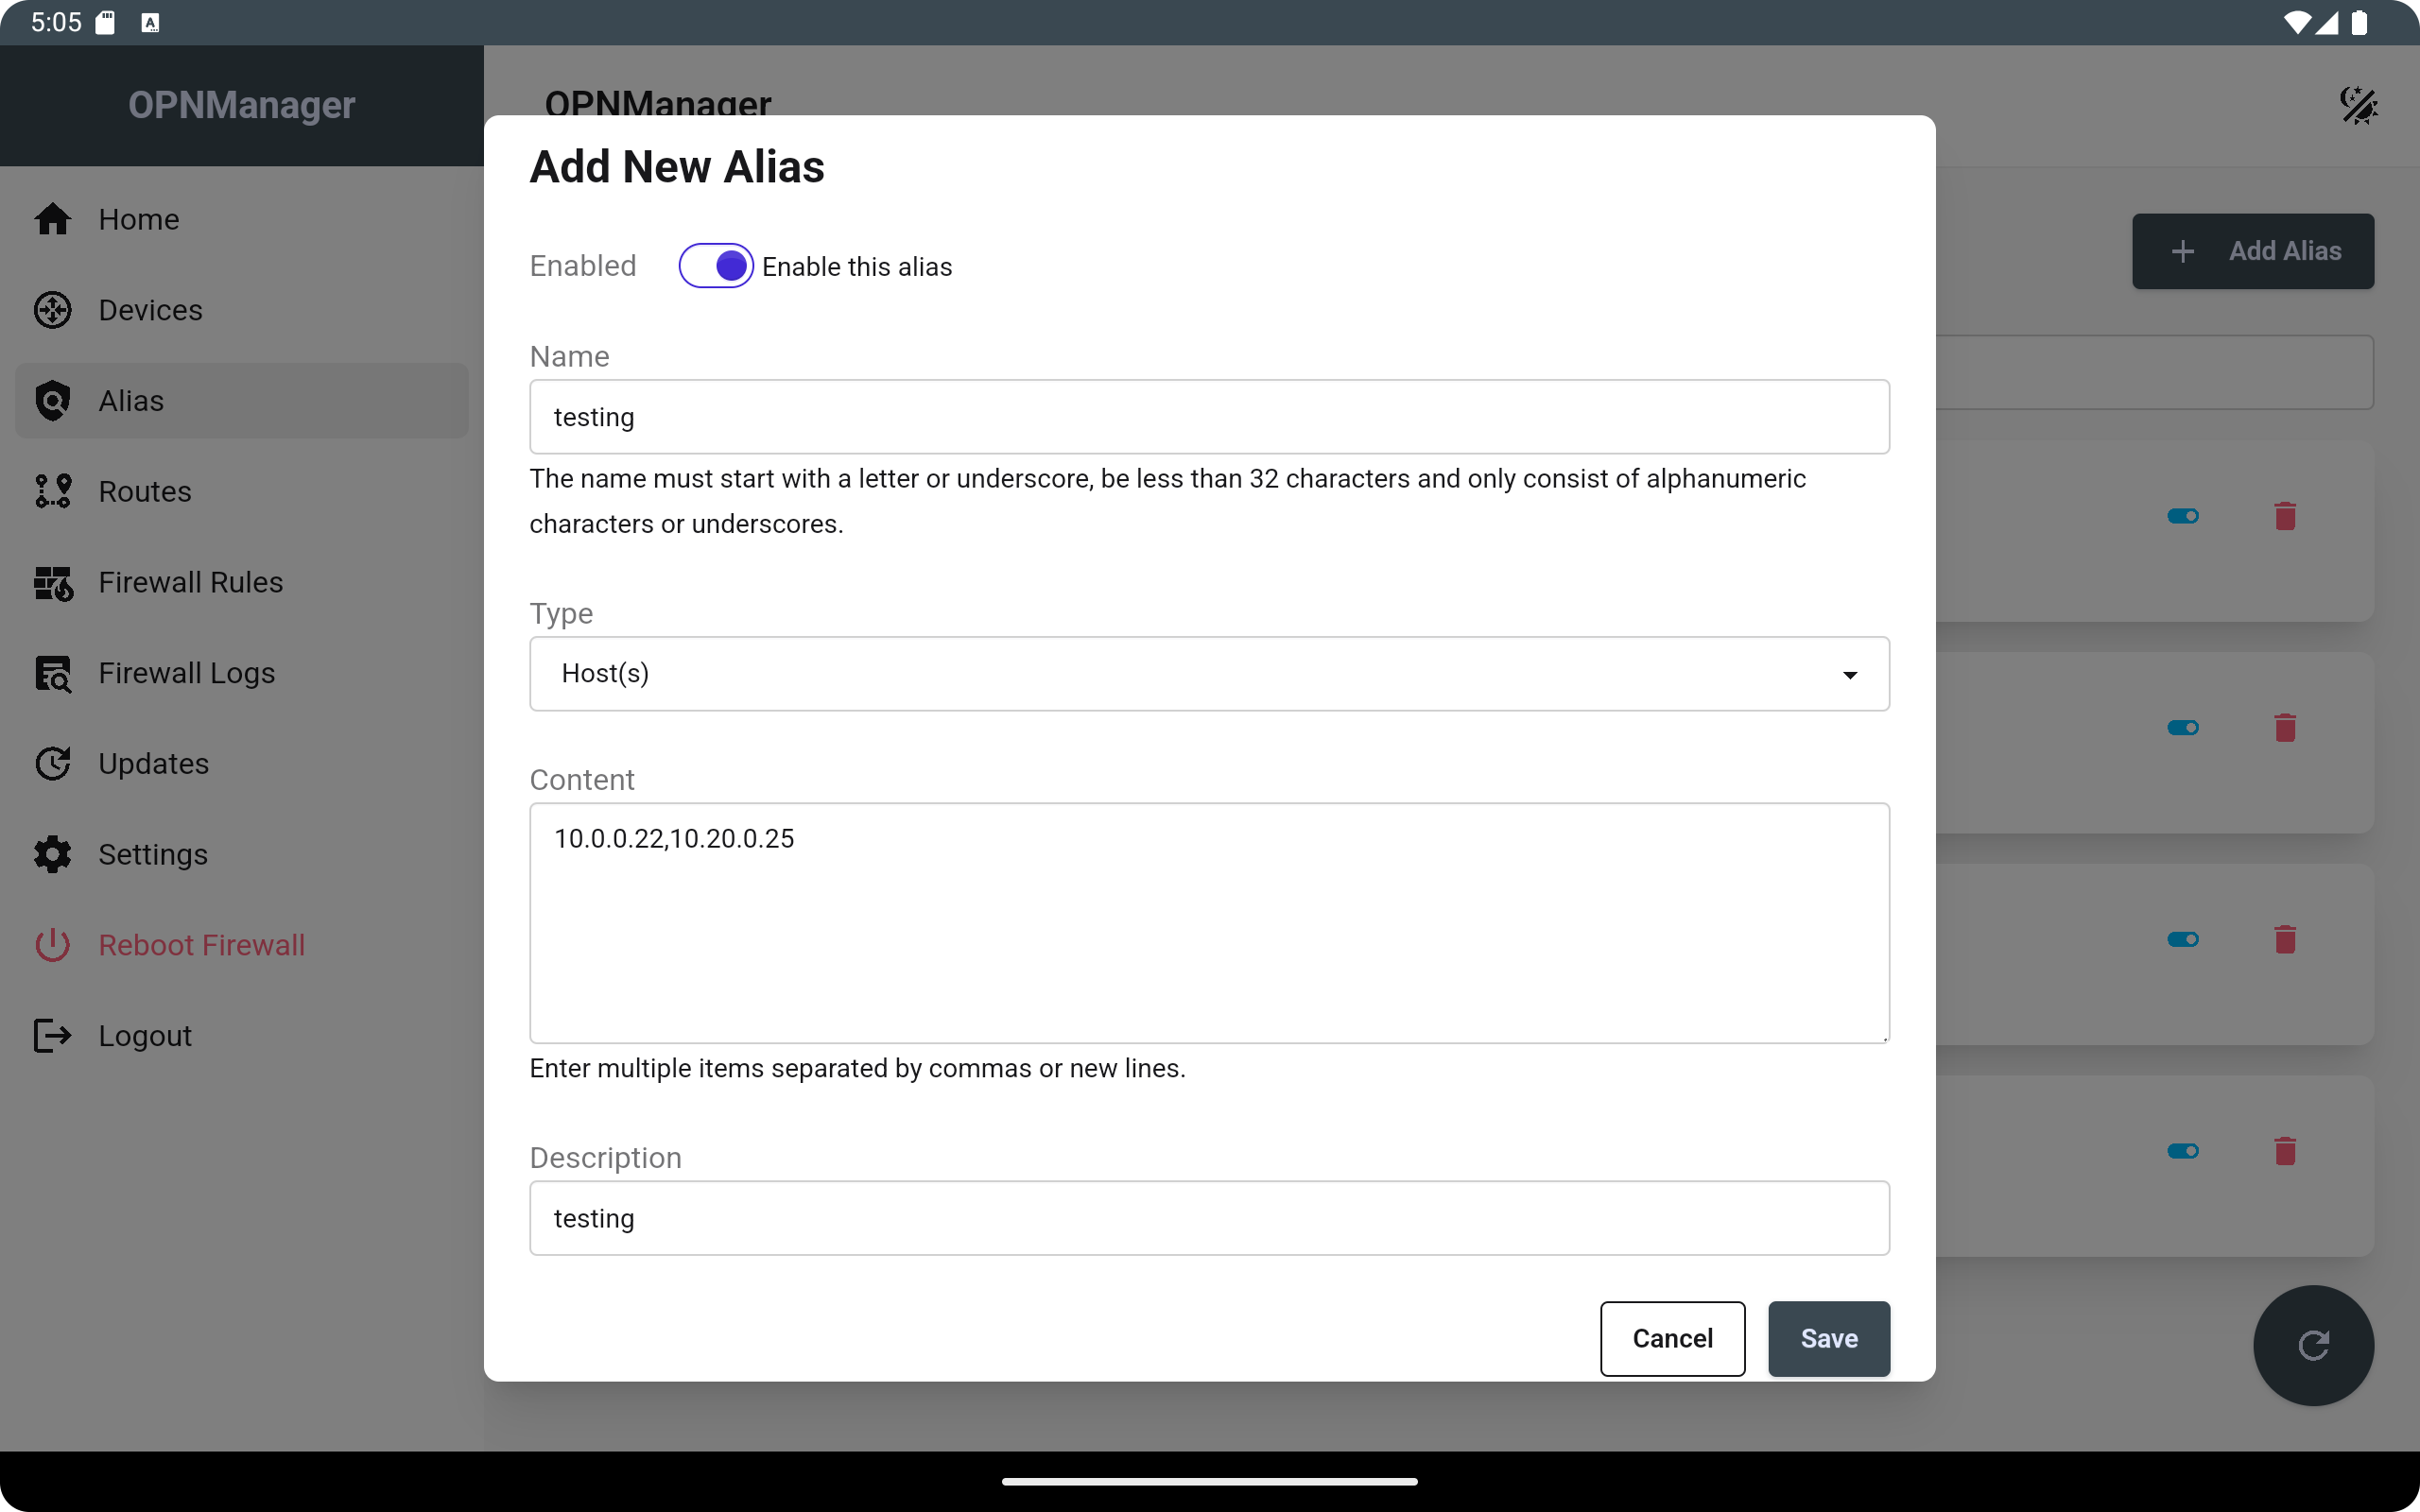 5:05
OPNManager
OPNManager
Add New Alias
Enabled
Enable this alias
Name
testing
The name must start with a letter or underscore, be less than 32 characters and only consist of alphanumeric
characters or underscores.
Type
Host(s)
Content
10.0.0.22,10.20.0.25
Enter multiple items separated by commas or new lines.
Description
testing
Cancel
Save
Home
Devices
Alias
Routes
Firewall Rules
Firewall Logs
Updates
Settings
Reboot Firewall
Logout
Add Alias